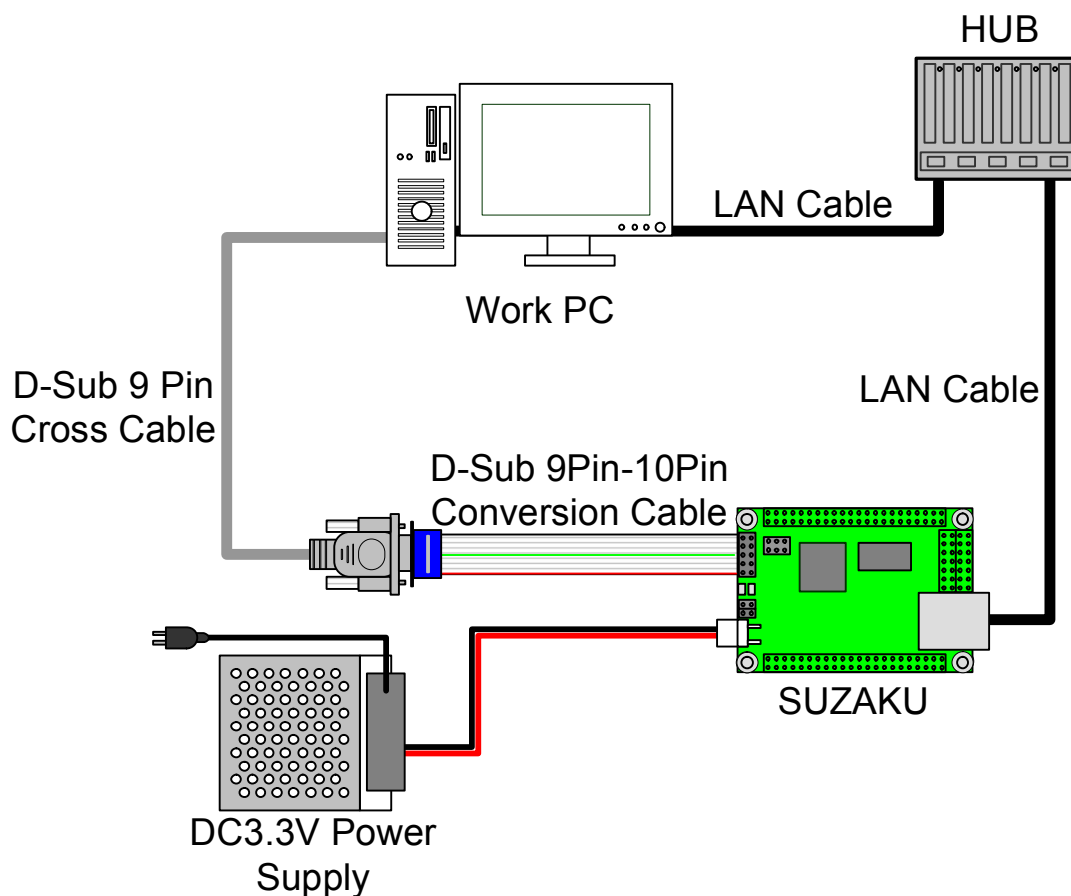 HUB
LAN Cable
Work PC
D-Sub 9 Pin
Cross Cable
LAN Cable
D-Sub 9Pin-10Pin
Conversion Cable
SUZAKU
DC3.3V Power
Supply